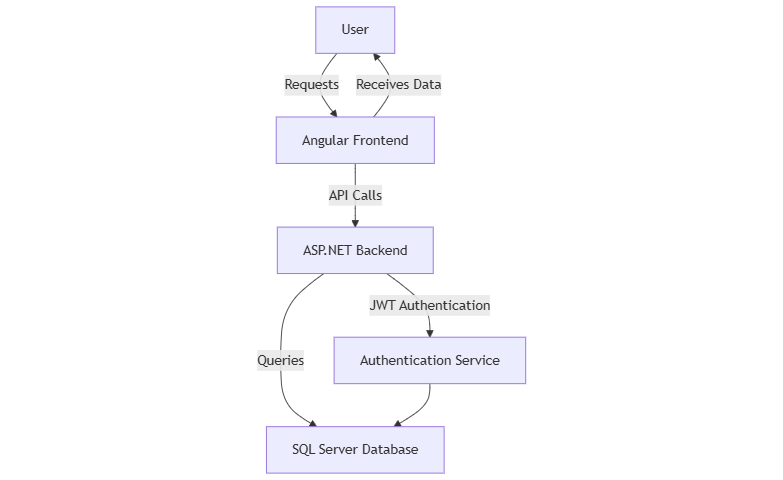 User
Requests
Receives Data
Angular Frontend
API Calls
ASP.NET Backend
JWT Authentication
Queries
Authentication Service
SQL Server Database